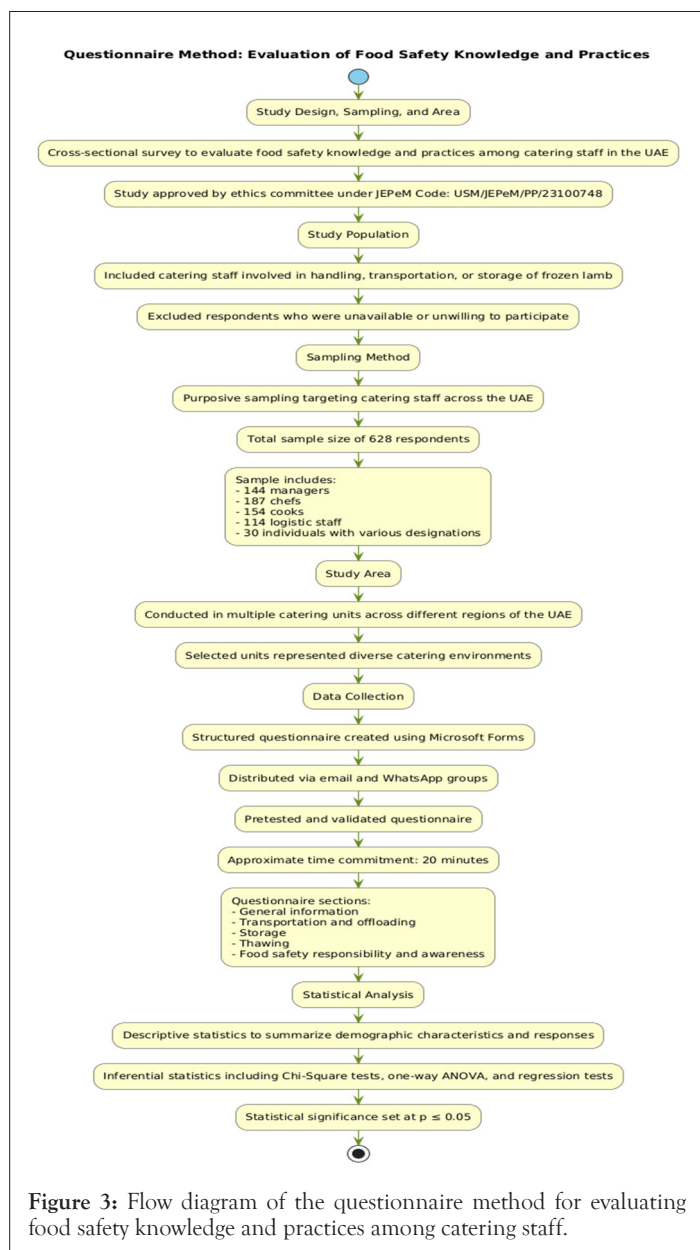 Questionnaire Method: Evaluation of Food Safety Knowledge and Practices
Study Design, Sampling, and Area
Cross-sectional survey to evaluate food safety knowledge and practices among catering staff in the UAE
Study approved by ethics committee under JEPeM Code: USM/JEPeM/PP/23100748
Study Population
Included catering staff involved in handling, transportation, or storage of frozen lamb
Excluded respondents who were unavailable or unwilling to participate
Sampling Method
Purposive sampling targeting catering staff across the UAE
Total sample size of 628 respondents
Sample includes:
- 144 managers
- 187 chefs
- 154 cooks
- 114 logistic staff
- 30 individuals with various designations
Study Area
Conducted in multiple catering units across different regions of the UAE
Selected units represented diverse catering environments
Data Collection
Structured questionnaire created using Microsoft Forms
Distributed via email and WhatsApp groups
Pretested and validated questionnaire
Approximate time commitment: 20 minutes
Questionnaire sections:
- General information
- Transportation and offloading
- Storage
- Thawing
- Food safety responsibility and awareness
Statistical Analysis
Descriptive statistics to summarize demographic characteristics and responses
Inferential statistics including Chi-Square tests, one-way ANOVA, and regression tests
Statistical significance set at p ≤ 0.05
Figure 3: Flow diagram of the questionnaire method for evaluating
food safety knowledge and practices among catering staff.